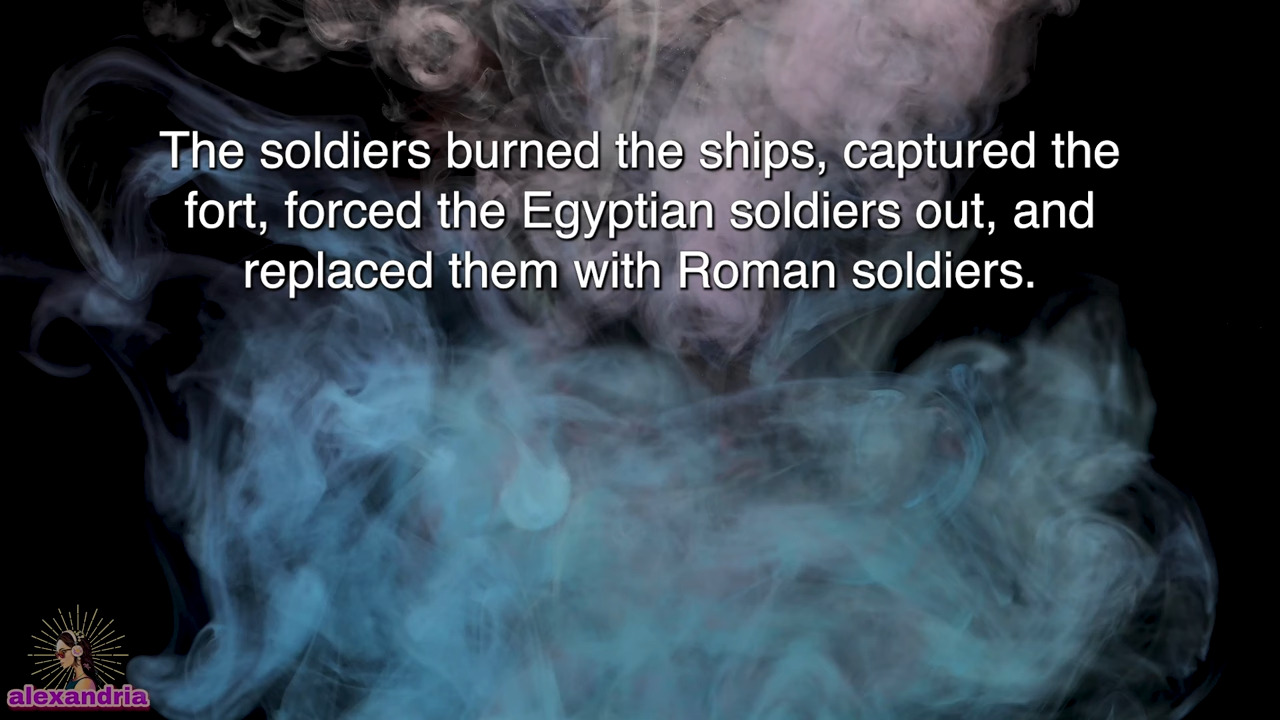 The soldiers burned the ships, captured the
fort, forced the Egyptian soldiers out, and
replaced them with Roman soldiers.
alexandria